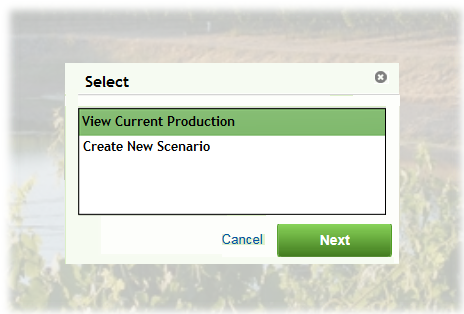 Select
View Current Production
Create New Scenario
Cancel
Next